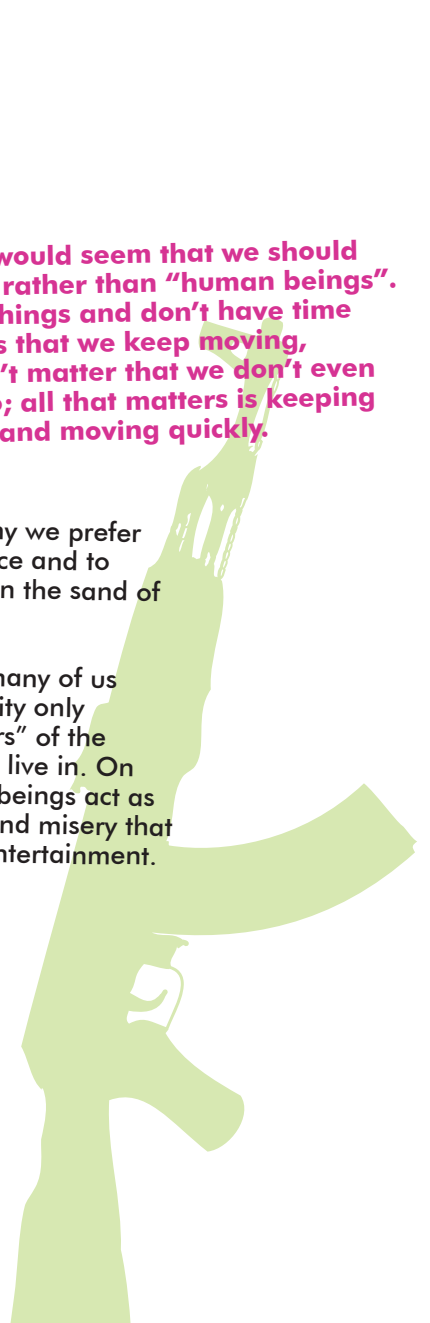 would seem that we should
rather than “human beings”.
hings and don’t have time
s that we keep moving,
’t matter that we don’t even
; all that matters is keeping
and moving quickly.
ny we prefer
ce and to
n the sand of
nany of us
ity only
rs” of the
live in. On
beings act as
nd misery that
ntertainment.